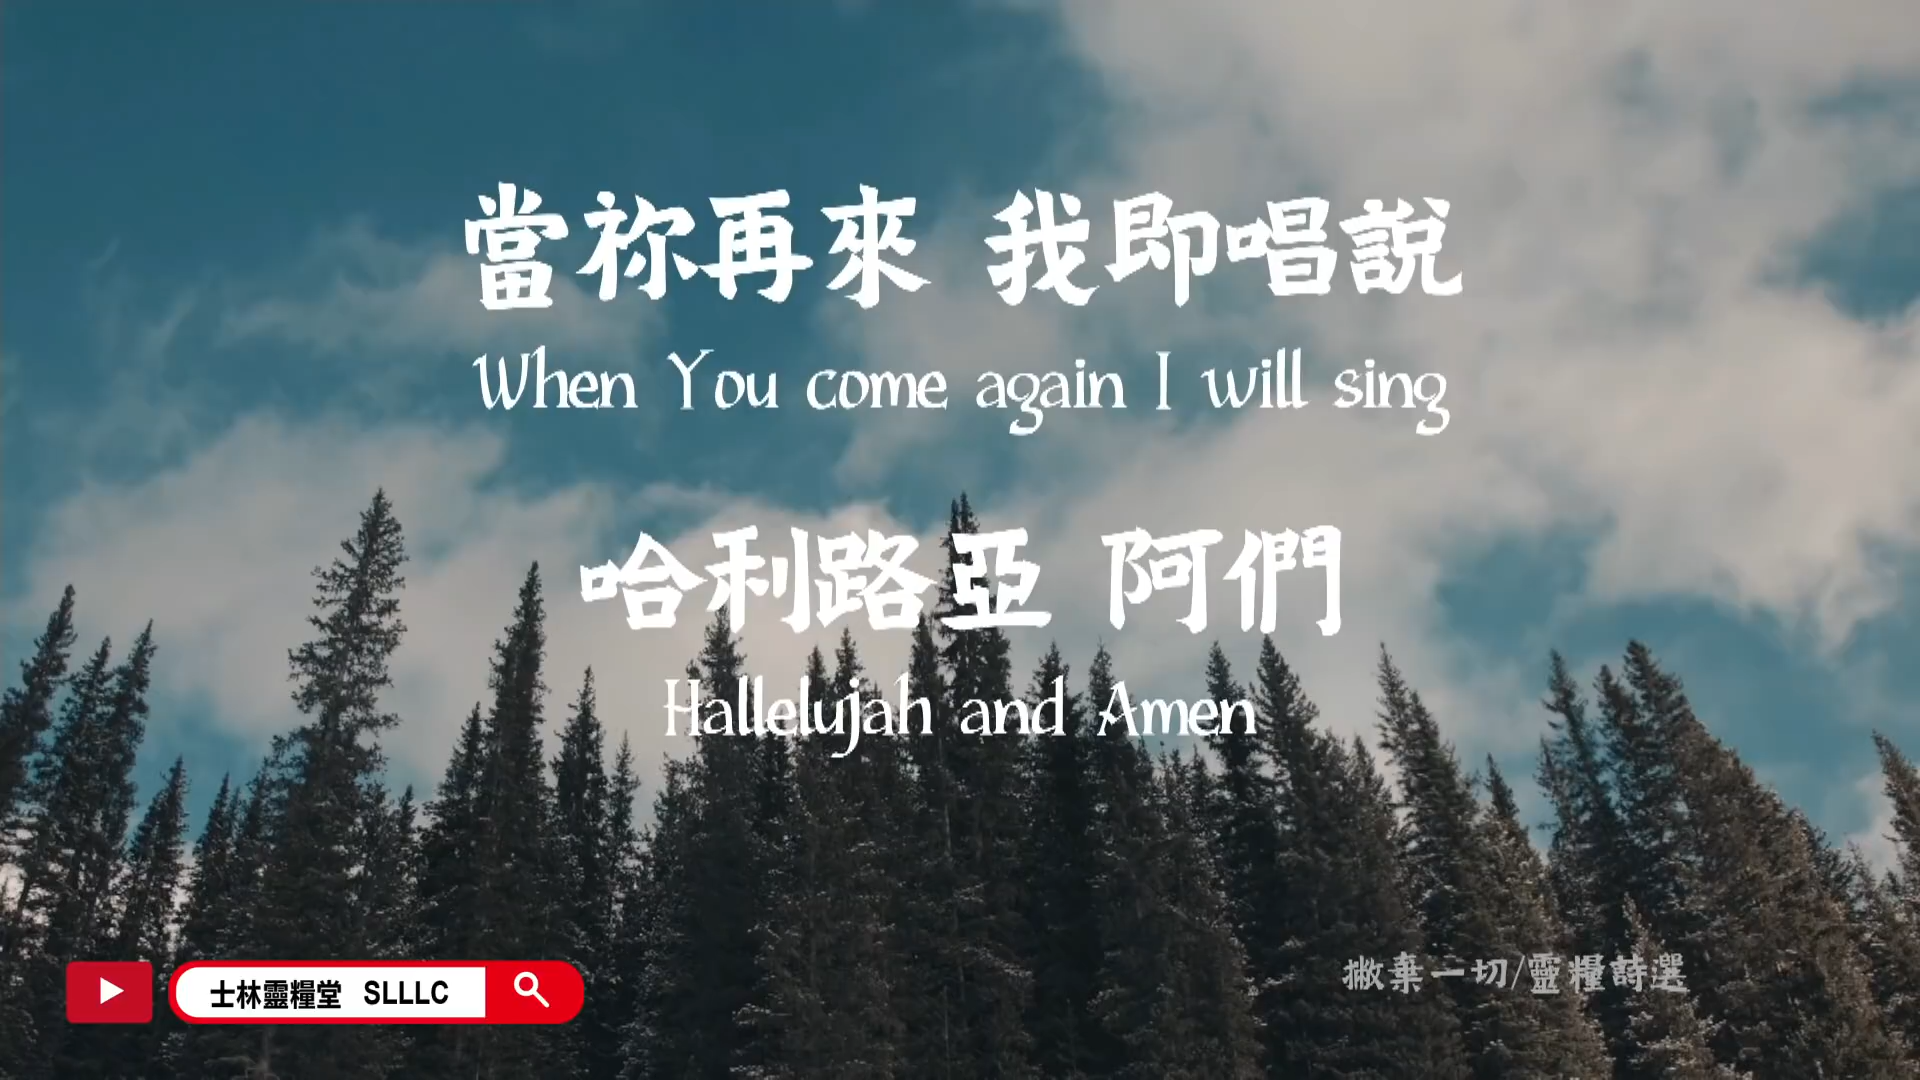 當祢再來 我即唱說
When You come again I will sing
哈利路亞 阿們
Hallelujah and Amen
士林靈糧堂 SLLLC
撇棄一切/靈糧詩選